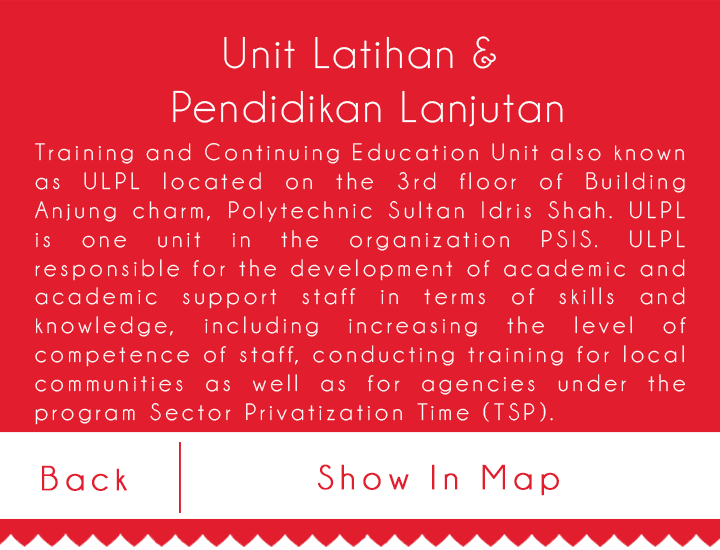 Unit Latihan &
Pendidikan Lanjutan
Training and Continuing Education Unit also known
as ULPL located on the 3rd floor of Building
Anjung charm, Polytechnic Sultan Idris Shah. ULPL
is one unit in the organization PSIS. ULPL
responsible for the development of academic and
academic support staff in terms of skills and
knowledge, including increasing the level of
competence of staff, conducting training for local
communities as well as for agencies under the
program Sector Privatization Time (TSP).
Back
Show In Map